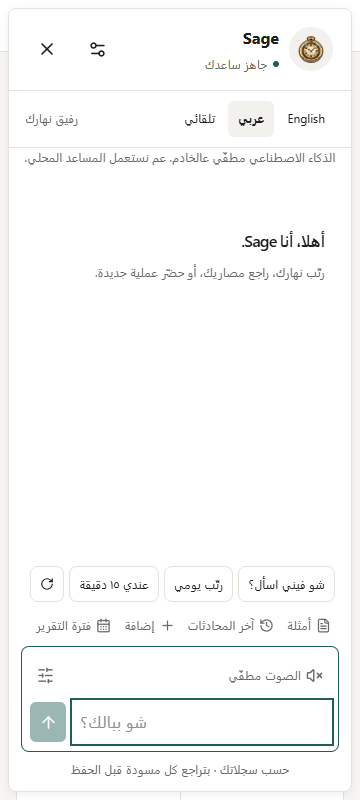 Sage
جاهز ساعدك
English
عربي
تلقائي
رفيق نهارك
الذكاء الاصطناعي مطفّي عالخادم. عم نستعمل المساعد المحلي.
أهلا، أنا Sage.
رتّب نهارك، راجع مصاريك، أو حضّر عملية جديدة.
شو فيني اسأل؟
رتّب يومي
عندي ١٥ دقيقة
أمثلة
آخر المحادثات
إضافة
فترة التقرير
الصوت مطفّي
شو ببالك؟
حسب سجلاتك · بتراجع كل مسودة قبل الحفظ